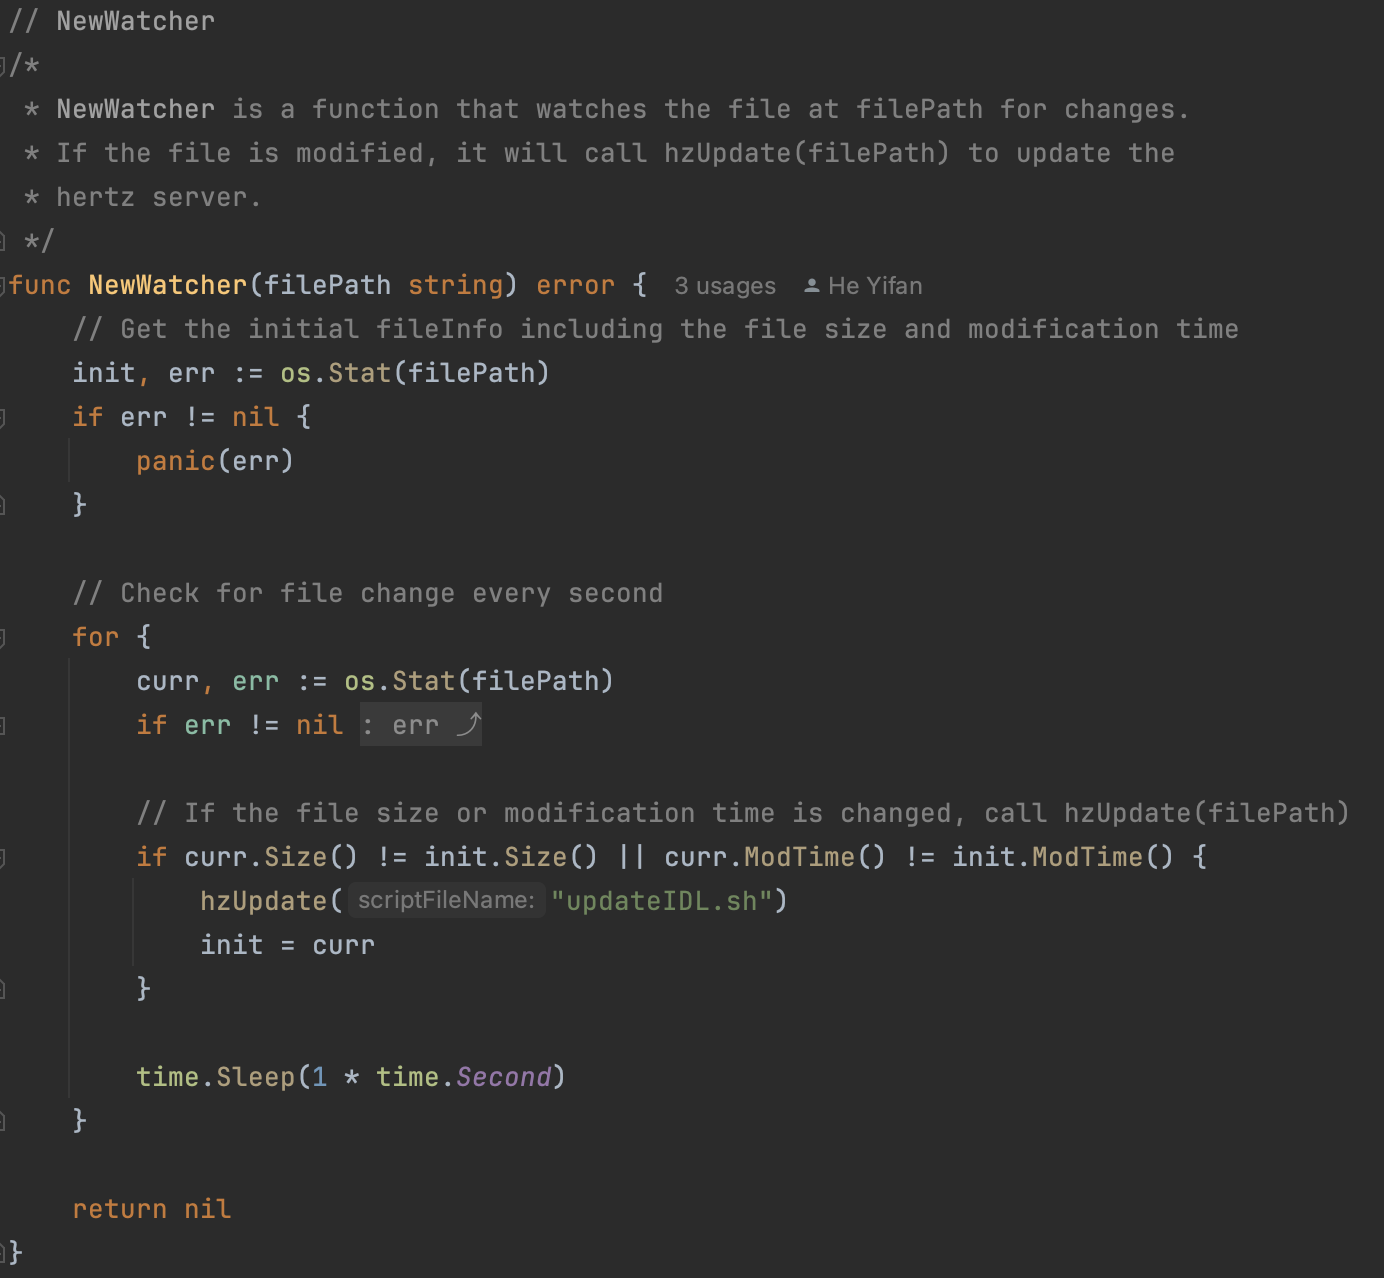 // NewWatcher
/*
 * NewWatcher is a function that watches the file at filePath for changes.
 * If the file is modified, it will call hzUpdate(filePath) to update the
 * hertz server.
 */
func NewWatcher(filePath string) error { 3 usages He Yifan
    // Get the initial fileInfo including the file size and modification time
    init, err := os.Stat(filePath)
    if err != nil {
        panic(err)
    }
    // Check for file change every second
    for {
        curr, err := os.Stat(filePath)
        if err != nil : err ⤴
        // If the file size or modification time is changed, call hzUpdate(filePath)
        if curr.Size() != init.Size() || curr.ModTime() != init.ModTime() {
            hzUpdate( scriptFileName: "updateIDL.sh")
            init = curr
        }
        time.Sleep(1 * time.Second)
    }
    return nil
}